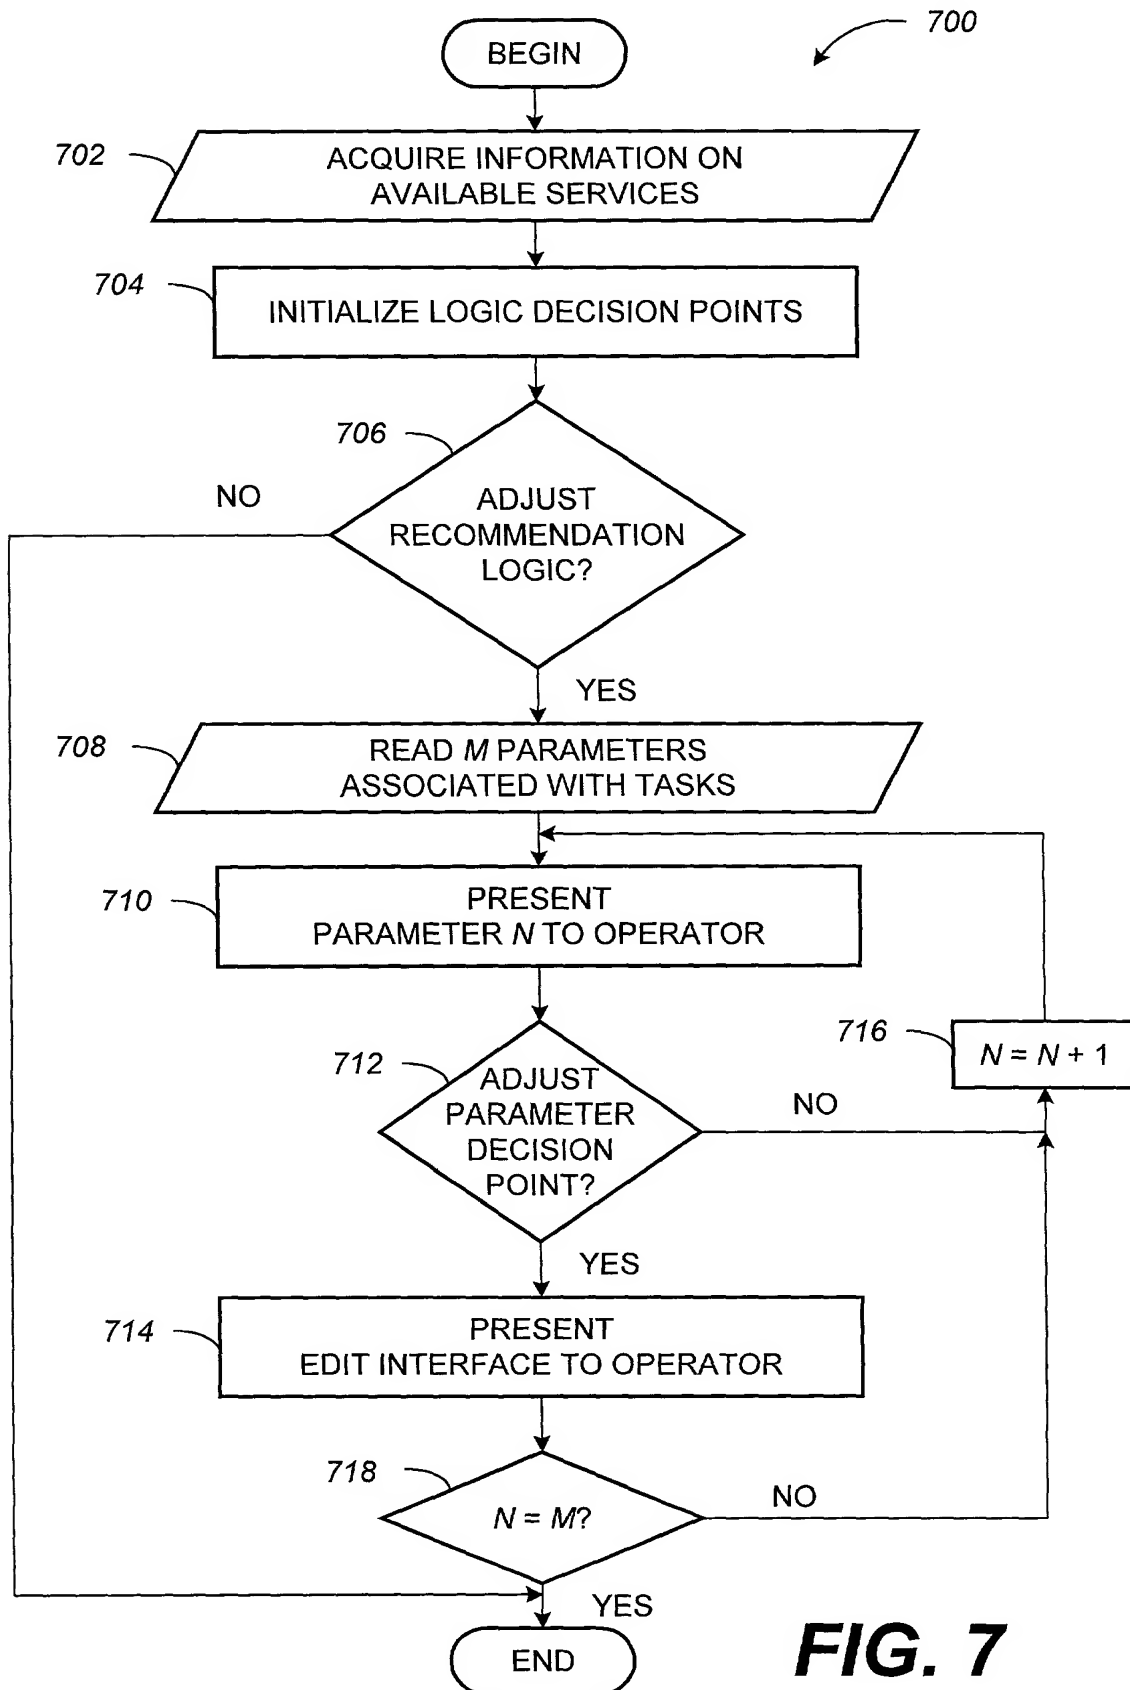 700
BEGIN
702
ACQUIRE INFORMATION ON
AVAILABLE SERVICES
704
INITIALIZE LOGIC DECISION POINTS
706
NO
ADJUST
RECOMMENDATION
LOGIC?
YES
708
READ M PARAMETERS
ASSOCIATED WITH TASKS
710
PRESENT
PARAMETER N TO OPERATOR
716
N = N + 1
712
ADJUST
PARAMETER
DECISION
POINT?
NO
YES
714
PRESENT
EDIT INTERFACE TO OPERATOR
718
N = M?
NO
YES
END
FIG. 7